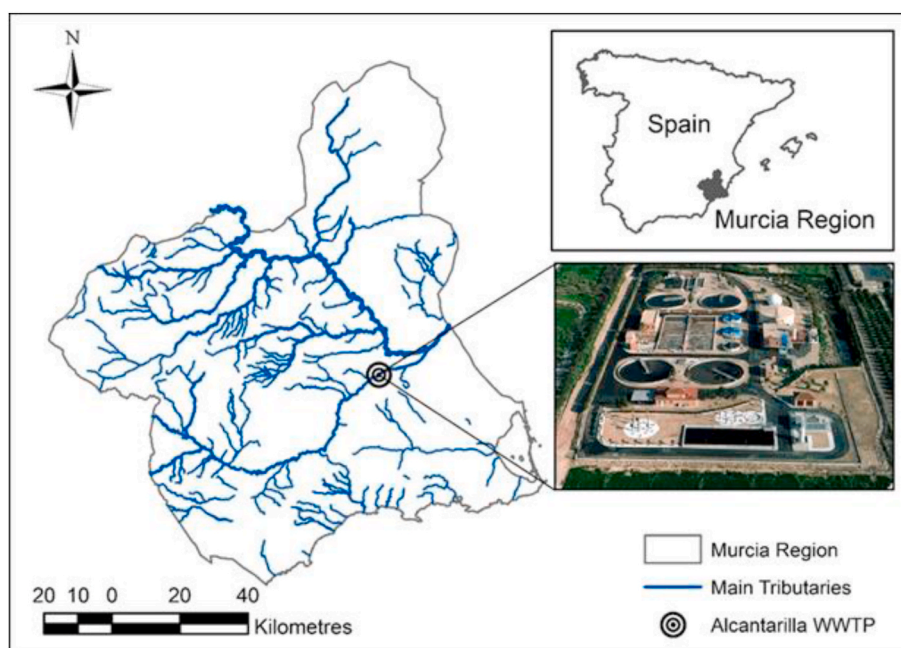 N
Spain
Murcia Region
Murcia Region
Main Tributaries
20 10 0 20 40
Kilometres
Alcantarilla WWTP